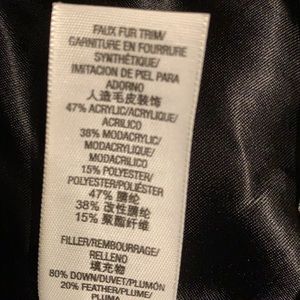 FAUX FUR TRIM/
GARNITURE EN FOURRURE
SYNTHÉTIQUE/
IMITACION DE PIEL PARA
ADORNO
人造毛皮装饰
47% ACRYLIC/ACRYLIQUE/
ACRILICO
38% MODACRYLIC/
MODACRYLIQUE/
MODACRILICO
15% POLYESTER/
POLYESTER/POLIÉSTER
47% 腈纶
38% 改性腈纶
15% 聚酯纤维
FILLER/REMBOURRAGE/
RELLENO
填充物
80% DOWN/DUVET/PLUMÓN
20% FEATHER/PLUME/
PLUMA